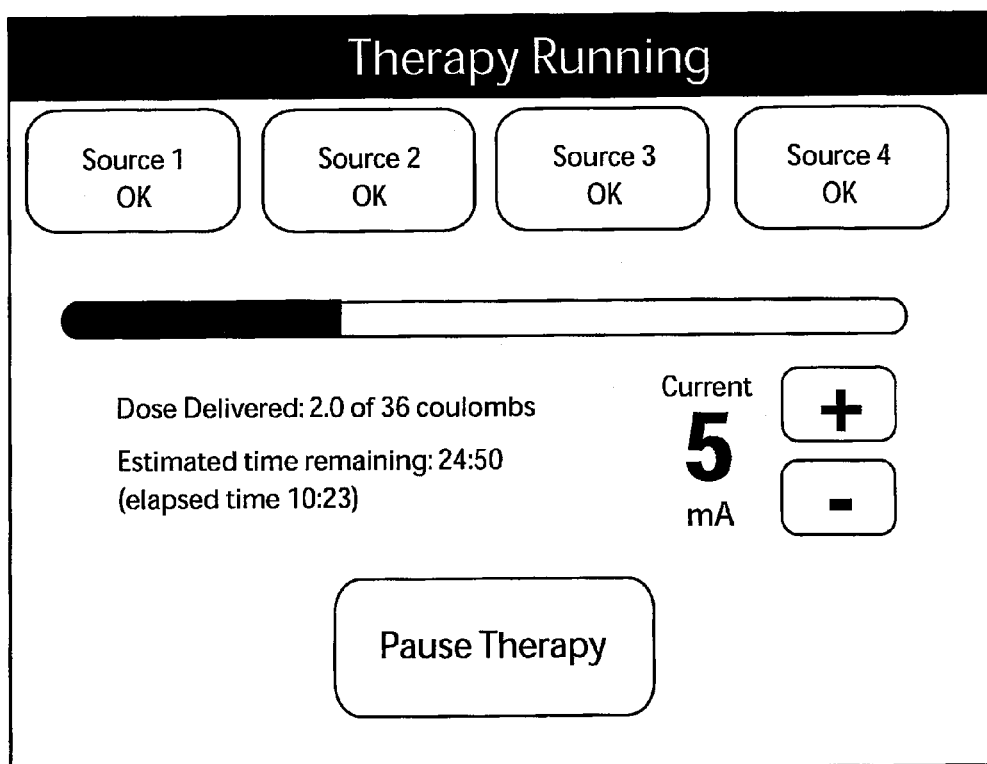 Therapy Running
Source 1
OK
Source 2
OK
Source 3
OK
Source 4
OK
Dose Delivered: 2.0 of 36 coulombs
Estimated time remaining: 24:50
(elapsed time 10:23)
Current
5
mA
+
-
Pause Therapy